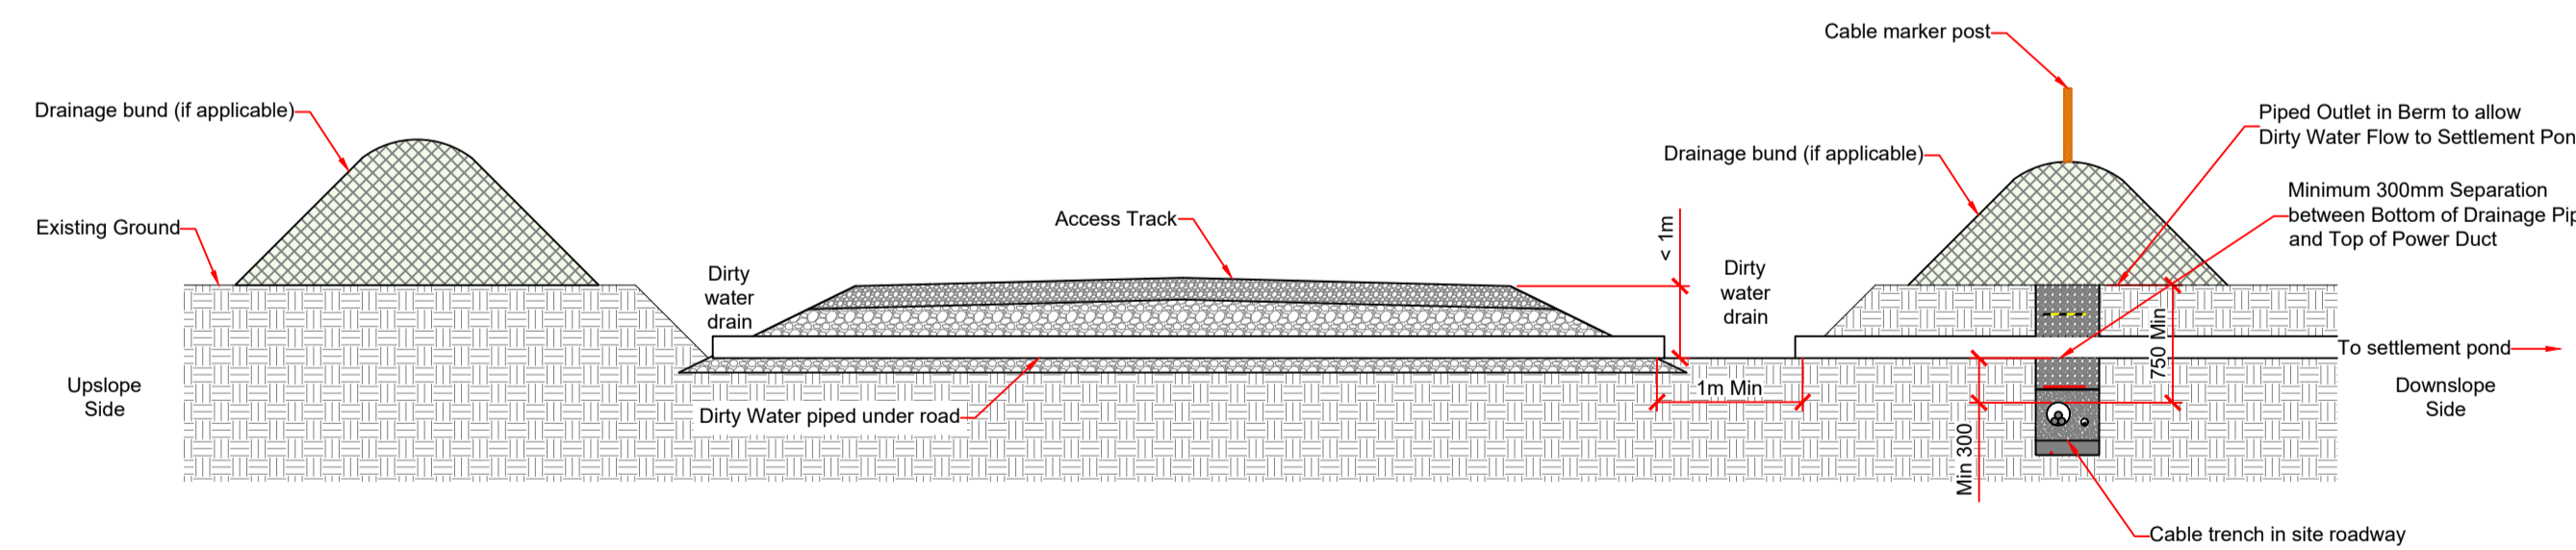 Cable marker post
Drainage bund (if applicable)
Piped Outlet in Berm to allow
Dirty Water Flow to Settlement Pon
Drainage bund (if applicable)
Minimum 300mm Separation
between Bottom of Drainage Pip
and Top of Power Duct
Existing Ground
Access Track
< 1m
Dirty
water
drain
Dirty
water
drain
750 Min
To settlement pond
Upslope
Side
1m Min
Downslope
Side
Dirty Water piped under road
Min 300
Cable trench in site roadway